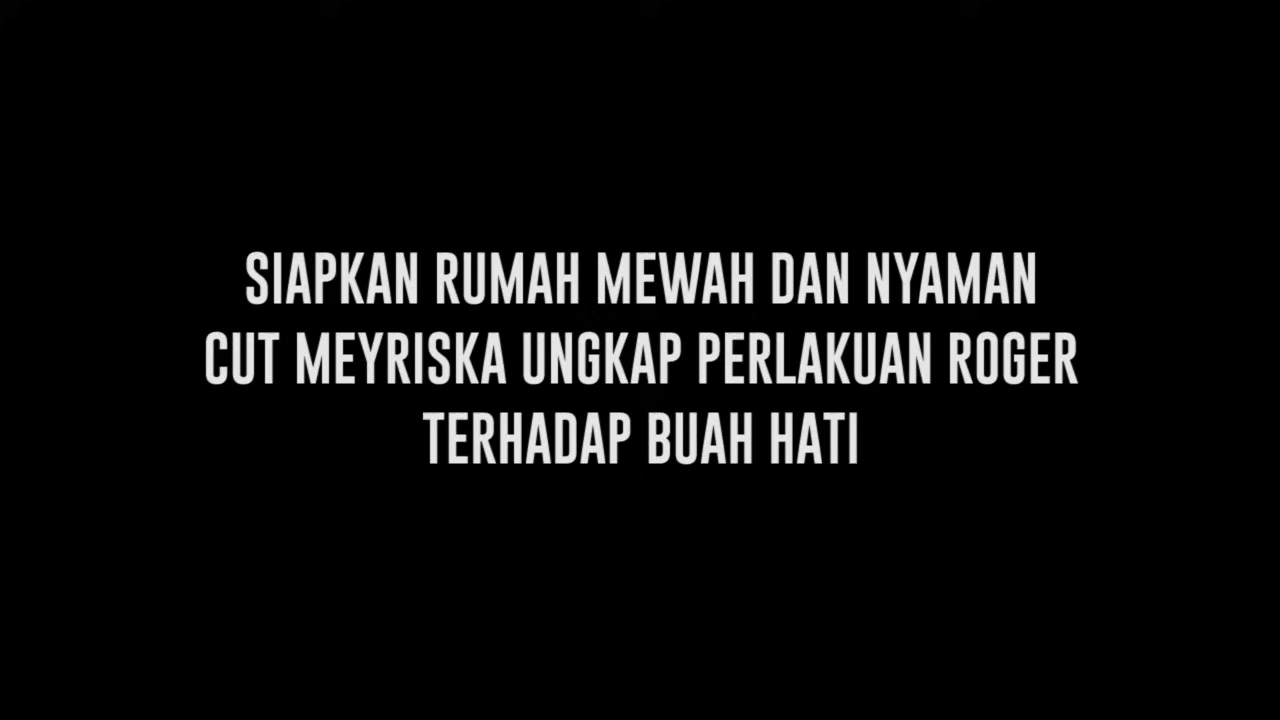 SIAPKAN RUMAH MEWAH DAN NYAMAN
CUT MEYRISKA UNGKAP PERLAKUAN ROGER
TERHADAP BUAH HATI